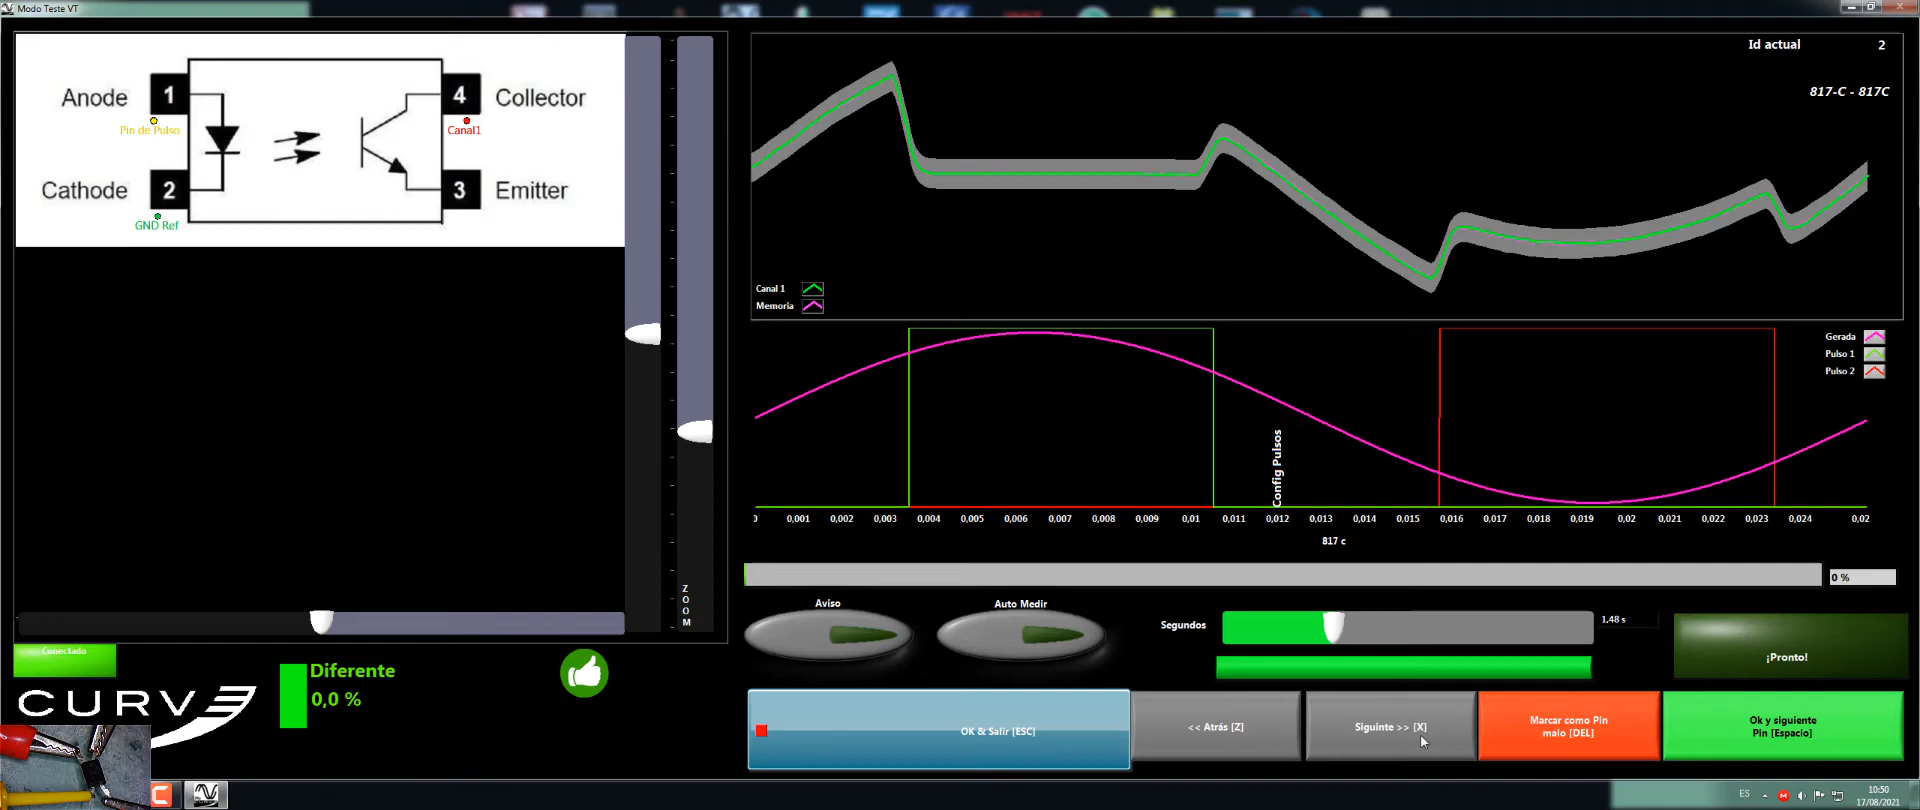 Modo Teste VT
Anode
1
4
Collector
Pin de Pulso
Canal1
Cathode
2
3
Emitter
GND Ref
Z
O
O
M
Id actual
2
817-C - 817C
Canal 1
Memoria
Gerada
Pulso 1
Pulso 2
Config Pulsos
0 0,001 0,002 0,003 0,004 0,005 0,006 0,007 0,008 0,009 0,01 0,011 0,012 0,013 0,014 0,015 0,016 0,017 0,018 0,019 0,02 0,021 0,022 0,023 0,024 0,02
817 c
0 %
Aviso
Auto Medir
Segundos
1,48 s
¡Pronto!
Conectado
Diferente
0,0 %
CURVE
OK & Salir [ESC]
<< Atrás [Z]
Siguinte >> [X]
Marcar como Pin
malo [DEL]
Ok y siguiente
Pin [Espacio]
ES
10:50
17/08/2021